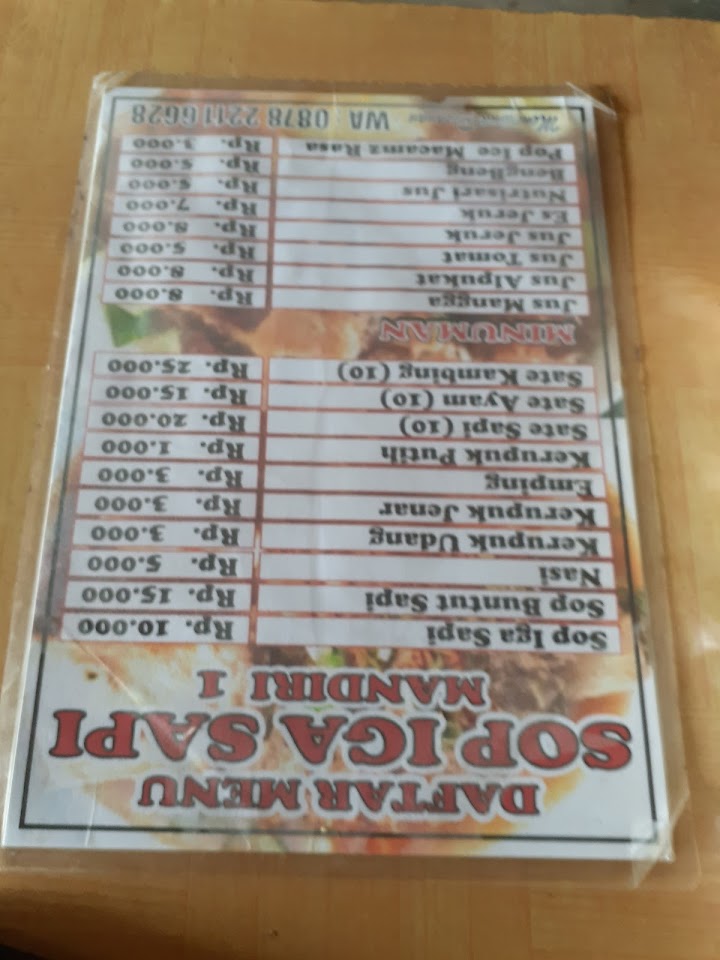 DAFTAR MENU
SOP IGA SAPI
MANDIRI 1
Sop Iga Sapi Rp. 10.000
Sop Buntut Sapi Rp. 15.000
Nasi Rp. 5.000
Kerupuk Udang Rp. 3.000
Kerupuk Jenar Rp. 3.000
Emping Rp. 3.000
Kerupuk Putih Rp. 1.000
Sate Sapi (10) Rp. 20.000
Sate Ayam (10) Rp. 15.000
Sate Kambing (10) Rp. 25.000
MINUMAN
Jus Mangga Rp. 8.000
Jus Alpukat Rp. 8.000
Jus Tomat Rp. 5.000
Jus Jeruk Rp. 8.000
Es Jeruk Rp. 7.000
Nutrisari Jus Rp. 5.000
BengBeng Rp. 5.000
Pop Ice Macamz Rasa Rp. 3.000
WA : 0878 2211 6628